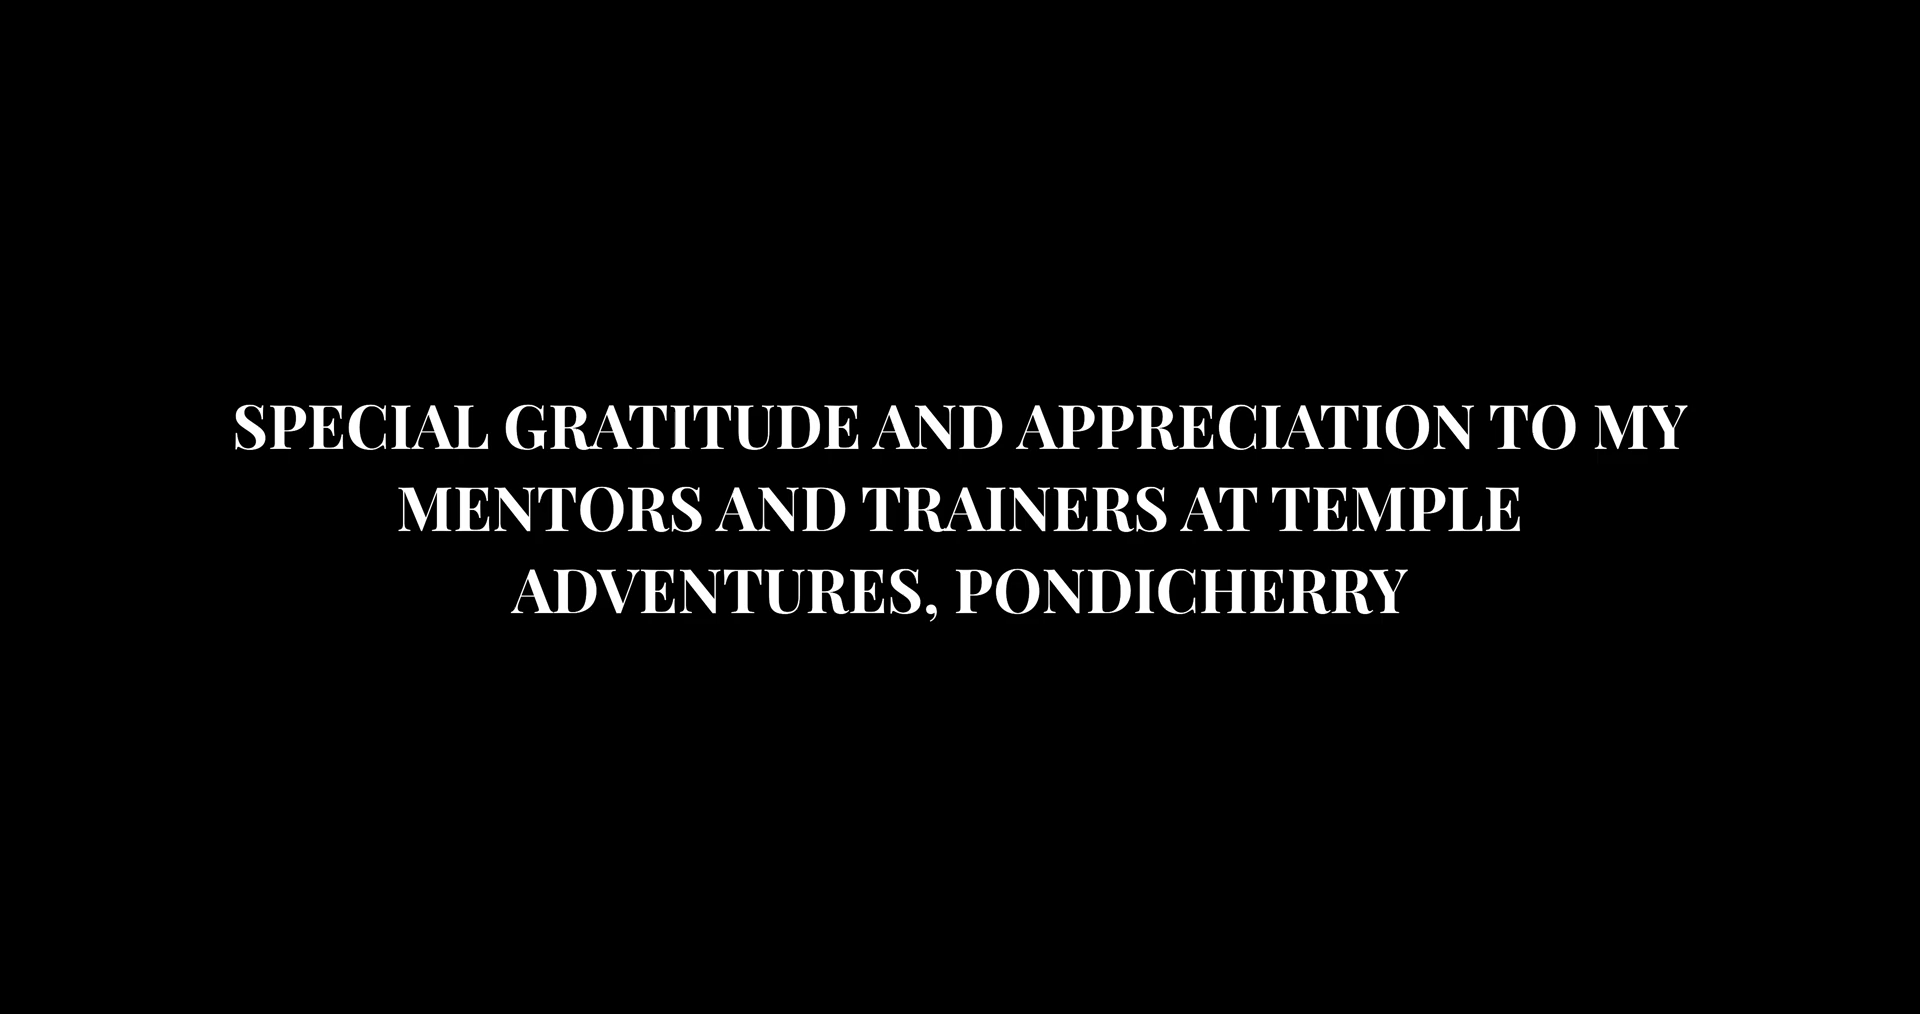 SPECIAL GRATITUDE AND APPRECIATION TO MY
MENTORS AND TRAINERS AT TEMPLE
ADVENTURES, PONDICHERRY